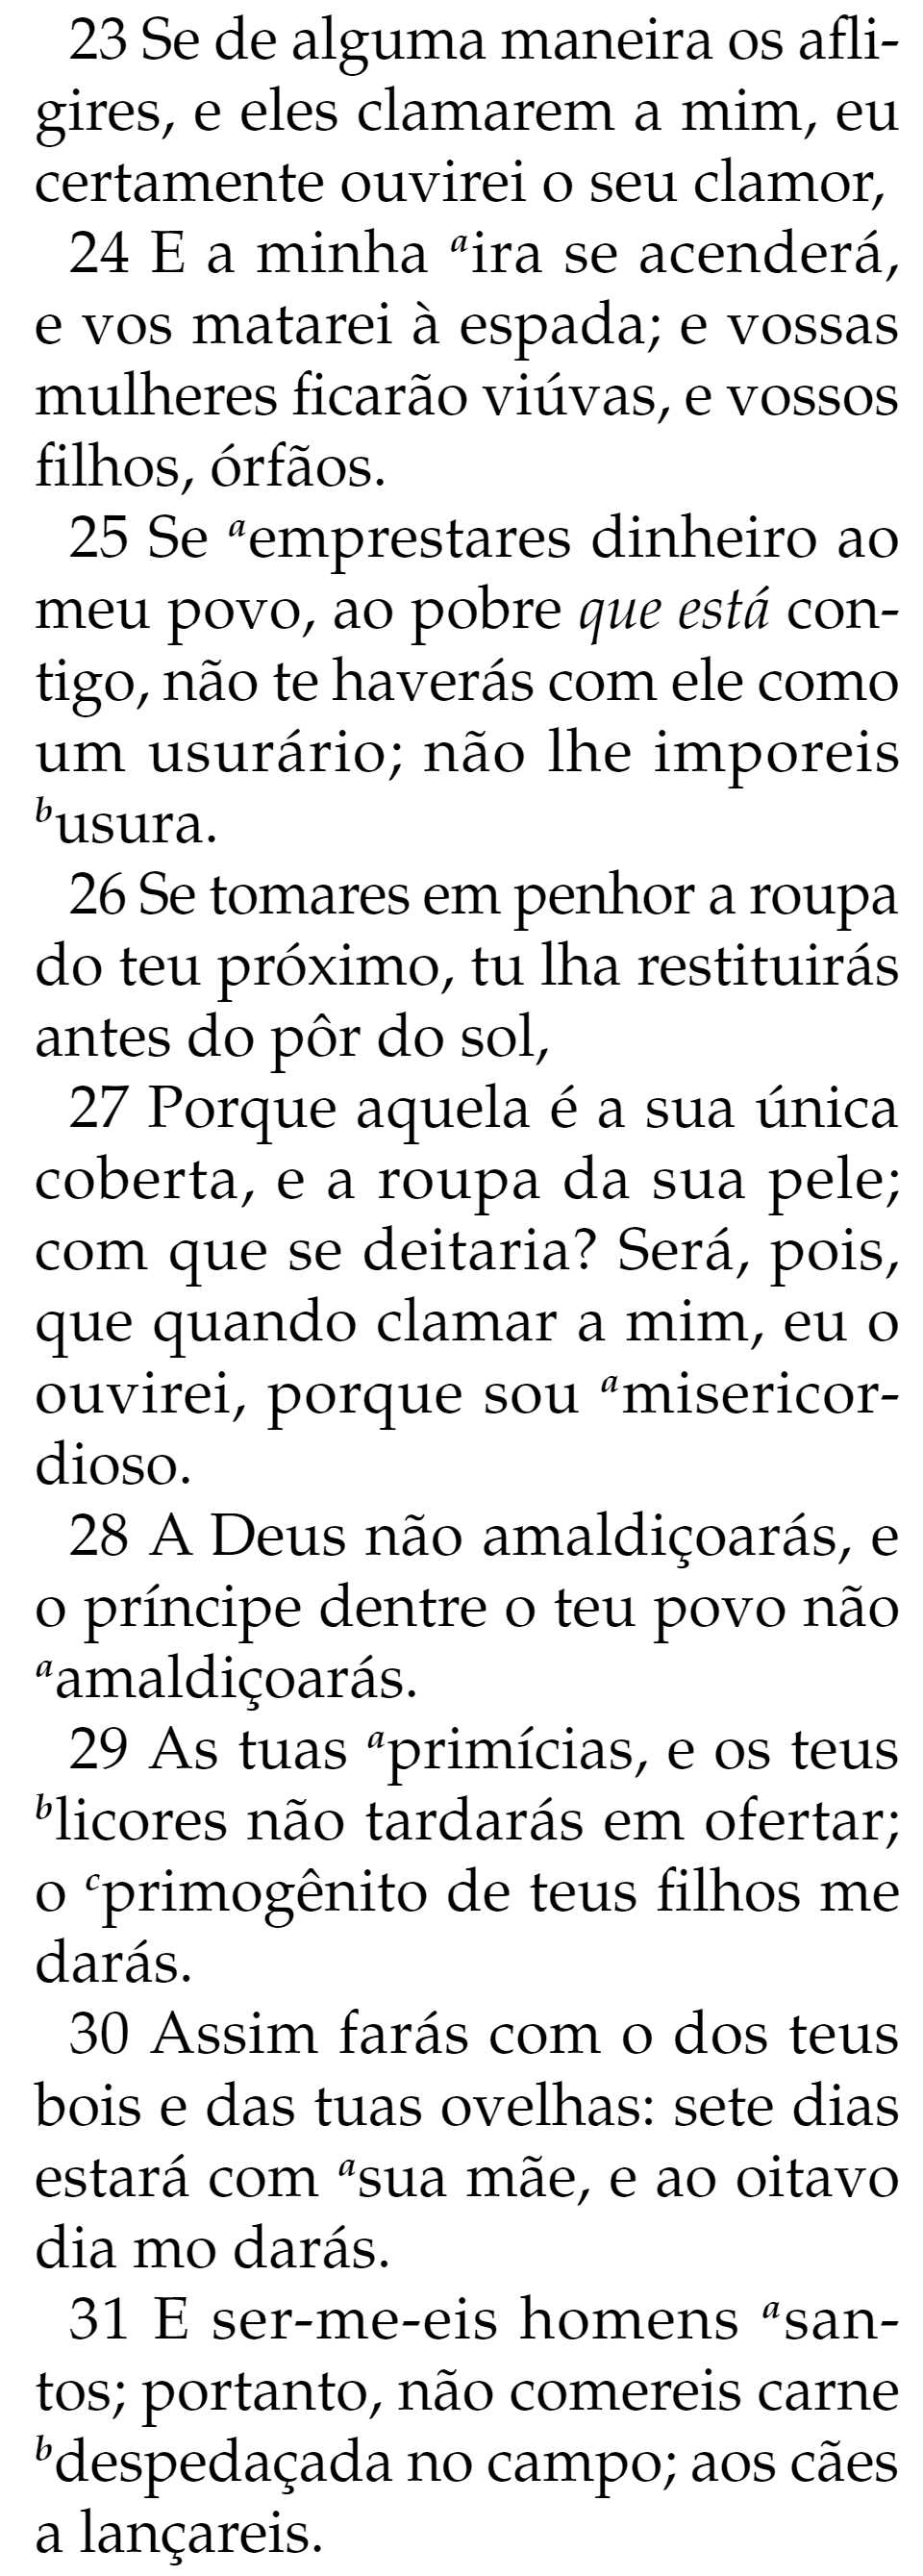 23 Se de alguma maneira os afli-
gires, e eles clamarem a mim, eu
certamente ouvirei o seu clamor,
24 E a minha ᵃira se acenderá,
e vos matarei à espada; e vossas
mulheres ficarão viúvas, e vossos
filhos, órfãos.
25 Se ᵃemprestares dinheiro ao
meu povo, ao pobre que está con-
tigo, não te haverás com ele como
um usurário; não lhe imporeis
ᵇusura.
26 Se tomares em penhor a roupa
do teu próximo, tu lha restituirás
antes do pôr do sol,
27 Porque aquela é a sua única
coberta, e a roupa da sua pele;
com que se deitaria? Será, pois,
que quando clamar a mim, eu o
ouvirei, porque sou ᵃmisericor-
dioso.
28 A Deus não amaldiçoarás, e
o príncipe dentre o teu povo não
ᵃamaldiçoarás.
29 As tuas ᵃprimícias, e os teus
ᵇlicores não tardarás em ofertar;
o ᶜprimogênito de teus filhos me
darás.
30 Assim farás com o dos teus
bois e das tuas ovelhas: sete dias
estará com ᵃsua mãe, e ao oitavo
dia mo darás.
31 E ser-me-eis homens ᵃsan-
tos; portanto, não comereis carne
ᵇdespedaçada no campo; aos cães
a lançareis.